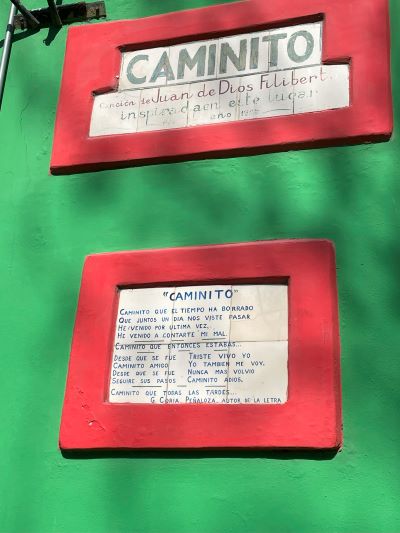 CAMINITO
Canción de Juan de Dios Filibert.
inspirada en este lugar
año
"CAMINITO"
CAMINITO QUE EL TIEMPO HA BORRADO
QUE JUNTOS UN DIA NOS VISTE PASAR
HE VENIDO POR ULTIMA VEZ,
HE VENIDO A CONTARTE MI MAL.
CAMINITO QUE ENTONCES ESTABAS...
DESDE QUE SE FUE TRISTE VIVO YO
CAMINITO AMIGO YO TAMBIEN ME VOY,
DESDE QUE SE FUE NUNCA MAS VOLVIO
SEGUIRE SUS PASOS CAMINITO ADIOS.
CAMINITO QUE TODAS LAS TARDES...
G. CORIA PEÑALOZA, AUTOR DE LA LETRA